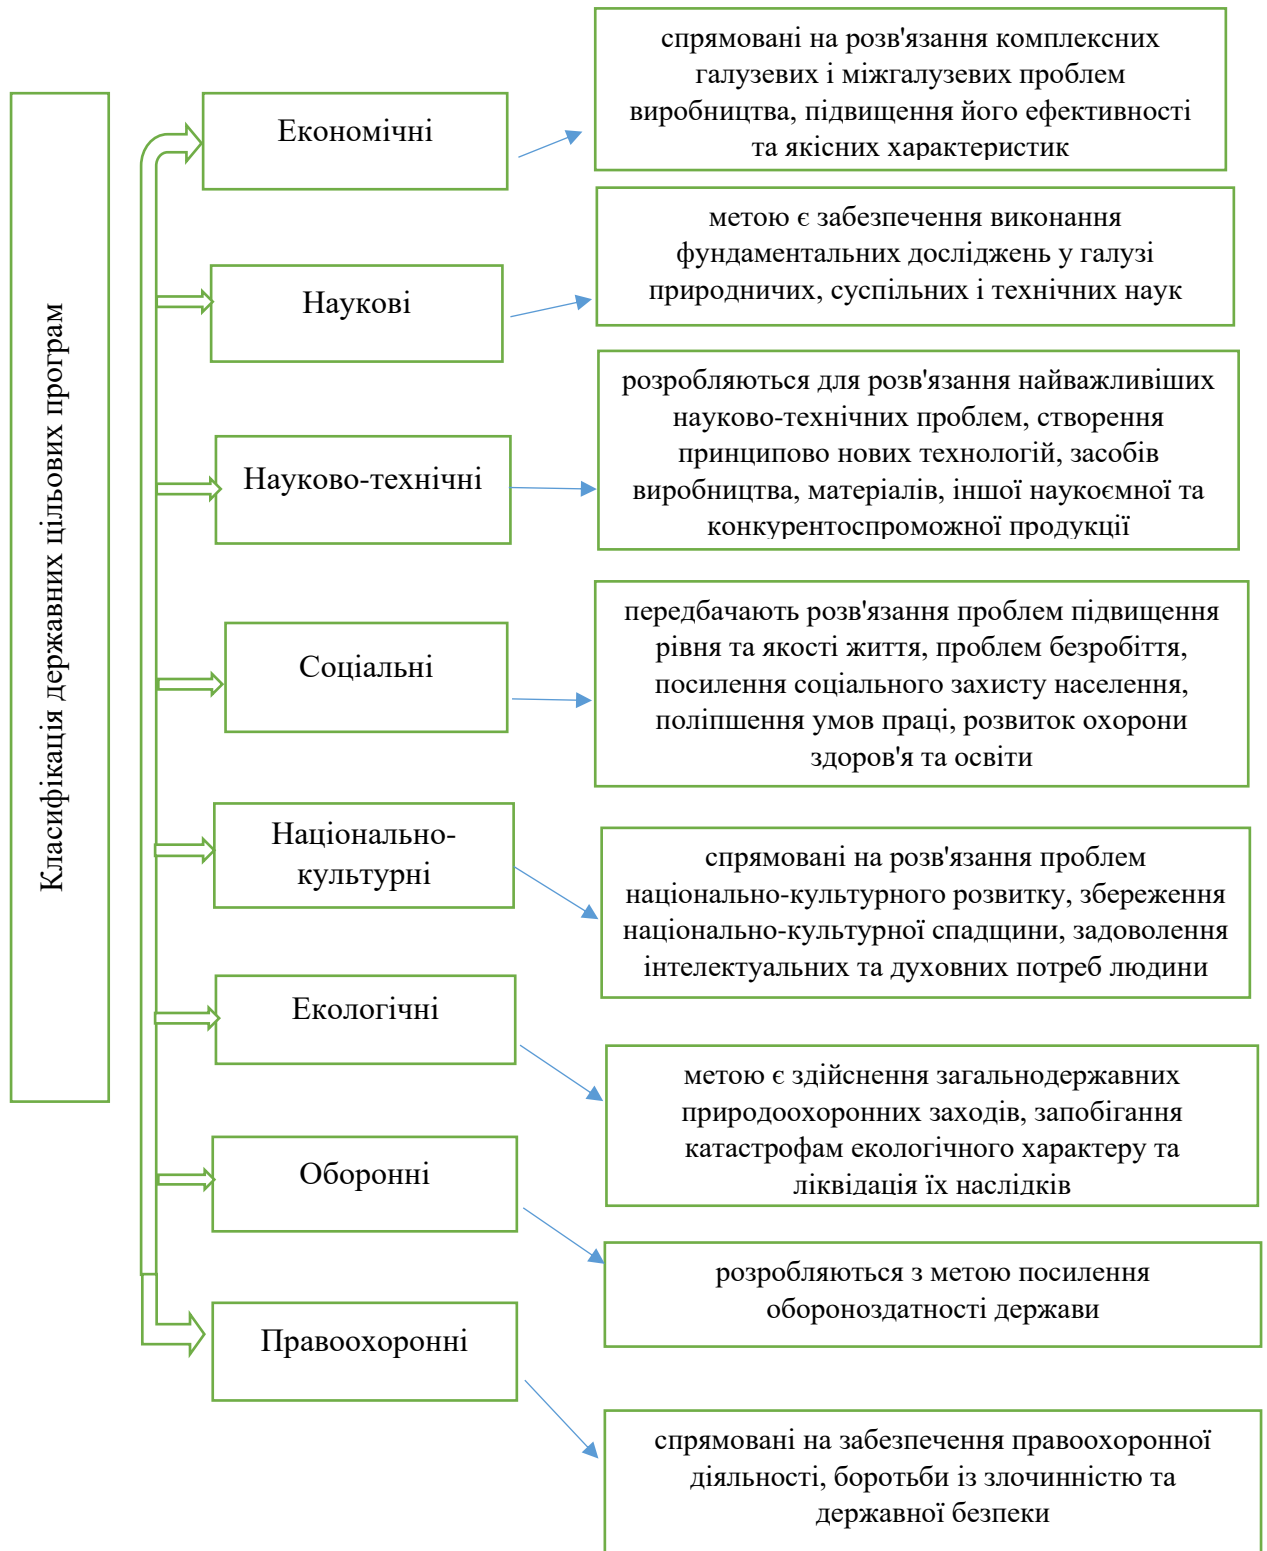 Класифікація державних цільових програм
Економічні
спрямовані на розв'язання комплексних
галузевих і міжгалузевих проблем
виробництва, підвищення його ефективності
та якісних характеристик
Наукові
метою є забезпечення виконання
фундаментальних досліджень у галузі
природничих, суспільних і технічних наук
Науково-технічні
розробляються для розв'язання найважливіших
науково-технічних проблем, створення
принципово нових технологій, засобів
виробництва, матеріалів, іншої наукоємної та
конкурентоспроможної продукції
Соціальні
передбачають розв'язання проблем підвищення
рівня та якості життя, проблем безробіття,
посилення соціального захисту населення,
поліпшення умов праці, розвиток охорони
здоров'я та освіти
Національно-
культурні
спрямовані на розв'язання проблем
національно-культурного розвитку, збереження
національно-культурної спадщини, задоволення
інтелектуальних та духовних потреб людини
Екологічні
метою є здійснення загальнодержавних
природоохоронних заходів, запобігання
катастрофам екологічного характеру та
ліквідація їх наслідків
Оборонні
розробляються з метою посилення
обороноздатності держави
Правоохоронні
спрямовані на забезпечення правоохоронної
діяльності, боротьби із злочинністю та
державної безпеки